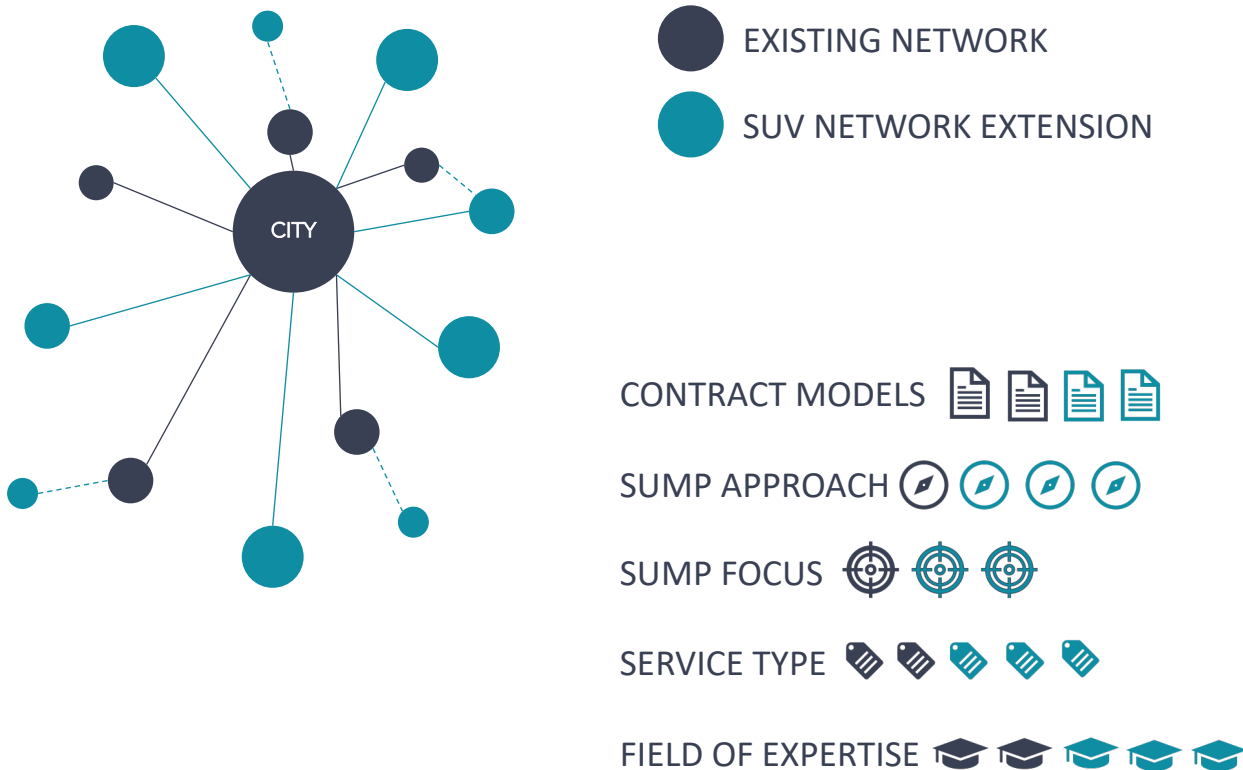 EXISTING NETWORK
SUV NETWORK EXTENSION
CITY
CONTRACT MODELS
SUMP APPROACH
SUMP FOCUS
SERVICE TYPE
FIELD OF EXPERTISE